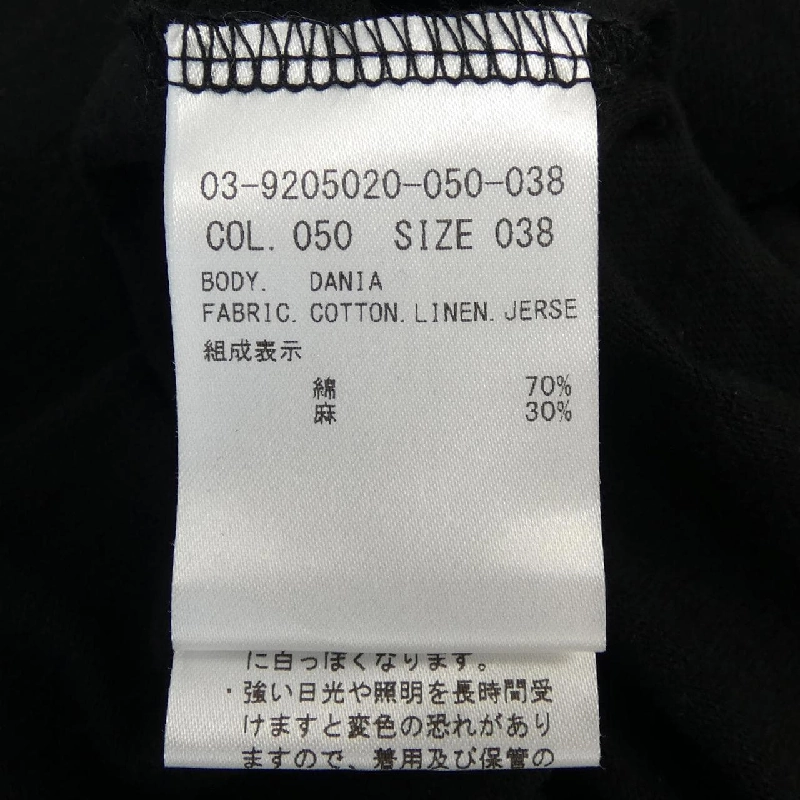 03-9205020-050-038
COL. 050 SIZE 038
BODY. DANIA
FABRIC. COTTON. LINEN. JERSE
組成表示
綿 70%
麻 30%
に白っぽくなります。
・強い日光や照明を長時間受
けますと変色の恐れがあり
ますので、着用及び保管の